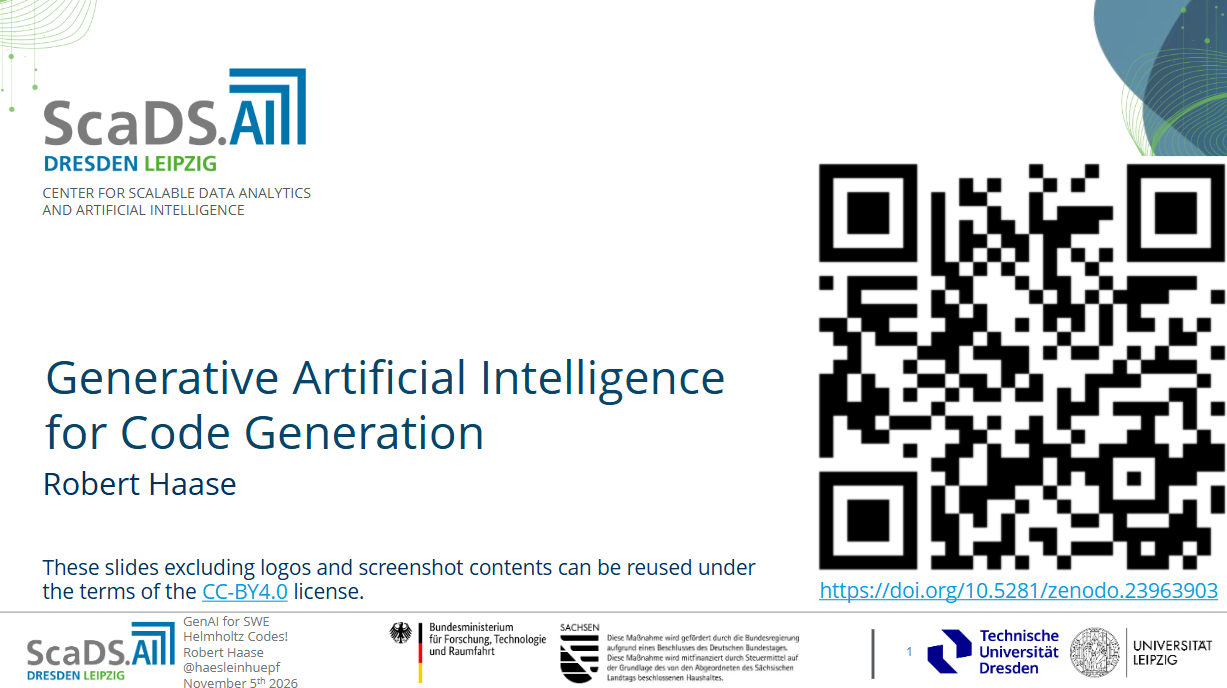 ScaDS.AI
DRESDEN LEIPZIG
CENTER FOR SCALABLE DATA ANALYTICS
AND ARTIFICIAL INTELLIGENCE
Generative Artificial Intelligence
for Code Generation
Robert Haase
These slides excluding logos and screenshot contents can be reused under
the terms of the CC-BY4.0 license.
https://doi.org/10.5281/zenodo.23963903
ScaDS.AI
DRESDEN LEIPZIG
GenAI for SWE
Helmholtz Codes!
Robert Haase
@haesleinhuepf
November 5th 2026
Bundesministerium
für Forschung, Technologie
und Raumfahrt
SACHSEN
Diese Maßnahme wird gefördert durch die Bundesregierung
aufgrund eines Beschlusses des Deutschen Bundestages.
Diese Maßnahme wird mitfinanziert durch Steuermittel auf
der Grundlage des von den Abgeordneten des Sächsischen
Landtags beschlossenen Haushaltes.
1
Technische
Universität
Dresden
UNIVERSITÄT
LEIPZIG